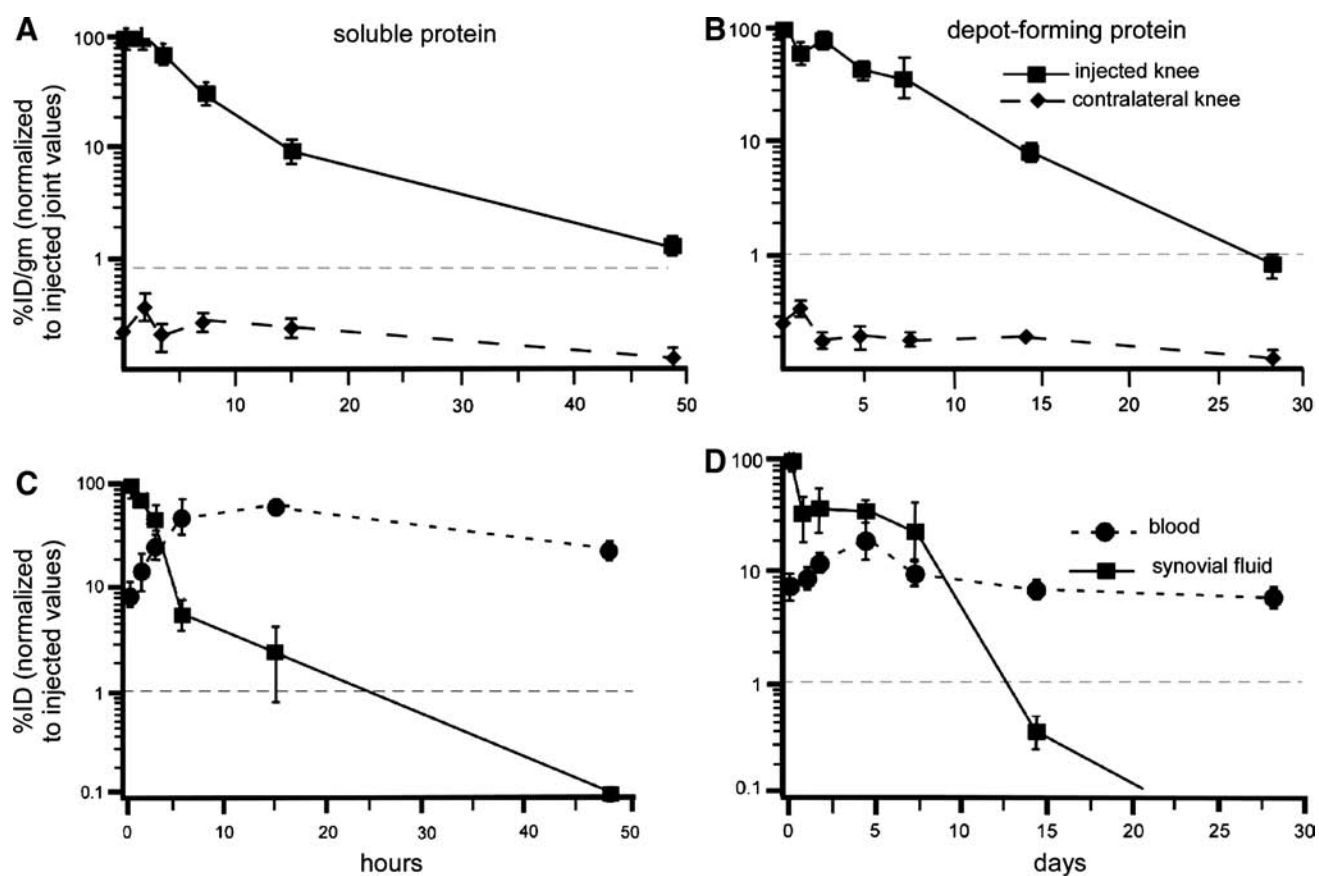 A
soluble protein
100
10
1
10
20
30
40
50
%ID/gm (normalized
to injected joint values)
B
depot-forming protein
injected knee
contralateral knee
100
10
1
5
10
15
20
25
30
C
100
10
1
0.1
0
10
20
30
40
50
hours
%ID (normalized
to injected values)
D
blood
synovial fluid
100
10
1
0.1
0
5
10
15
20
25
30
days